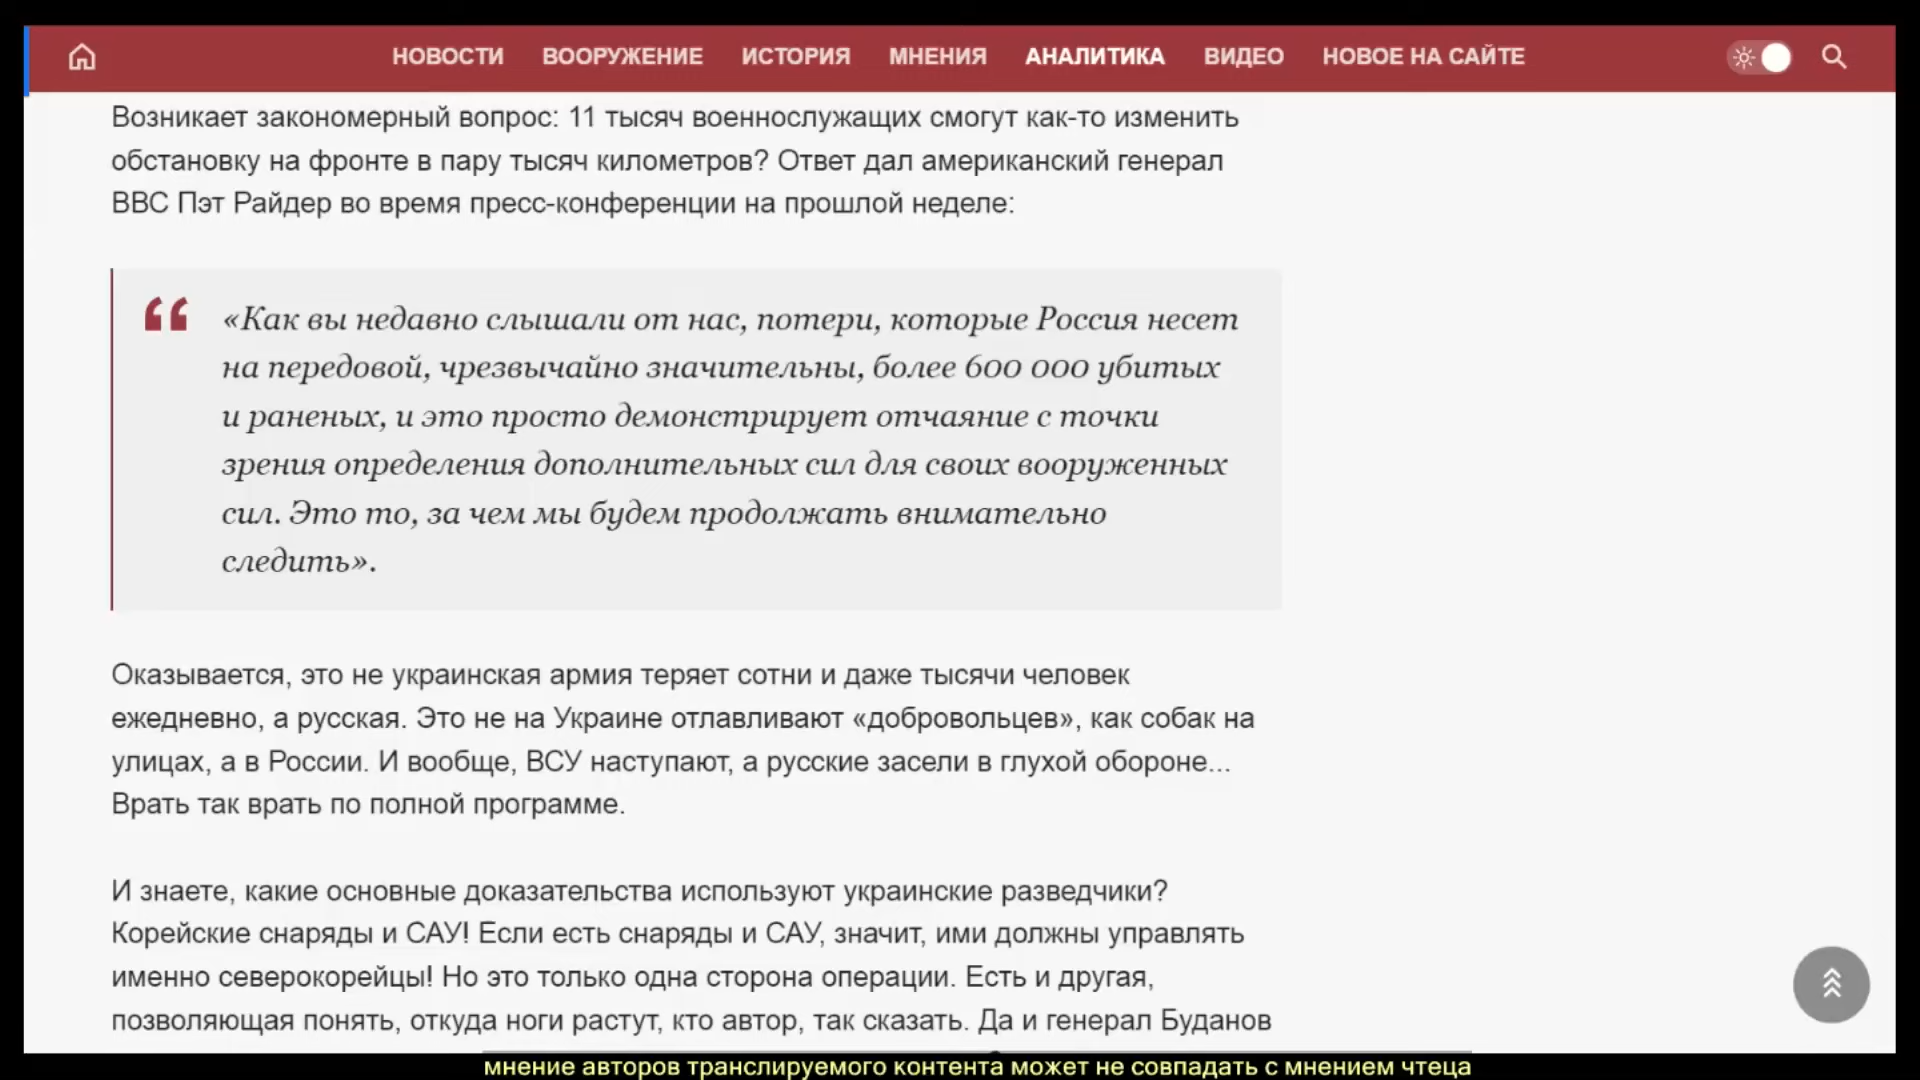 НОВОСТИ ВООРУЖЕНИЕ ИСТОРИЯ МНЕНИЯ АНАЛИТИКА ВИДЕО НОВОЕ НА САЙТЕ
Возникает закономерный вопрос: 11 тысяч военнослужащих смогут как-то изменить
обстановку на фронте в пару тысяч километров? Ответ дал американский генерал
ВВС Пэт Райдер во время пресс-конференции на прошлой неделе:
«Как вы недавно слышали от нас, потери, которые Россия несет
на передовой, чрезвычайно значительны, более 600 000 убитых
и раненых, и это просто демонстрирует отчаяние с точки
зрения определения дополнительных сил для своих вооруженных
сил. Это то, за чем мы будем продолжать внимательно
следить».
Оказывается, это не украинская армия теряет сотни и даже тысячи человек
ежедневно, а русская. Это не на Украине отлавливают «добровольцев», как собак на
улицах, а в России. И вообще, ВСУ наступают, а русские засели в глухой обороне...
Врать так врать по полной программе.
И знаете, какие основные доказательства используют украинские разведчики?
Корейские снаряды и САУ! Если есть снаряды и САУ, значит, ими должны управлять
именно северокорейцы! Но это только одна сторона операции. Есть и другая,
позволяющая понять, откуда ноги растут, кто автор, так сказать. Да и генерал Буданов
мнение авторов транслируемого контента может не совпадать с мнением чтеца